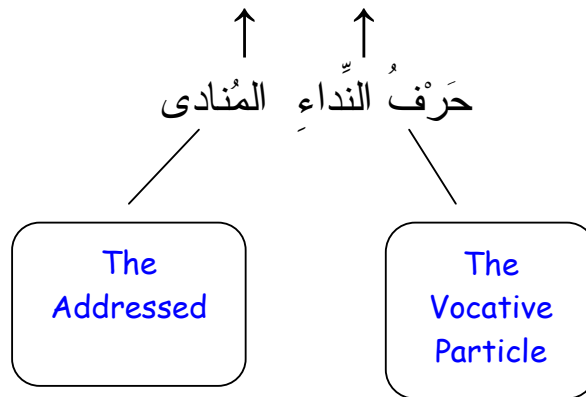 حَرْفُ النِّداءِ المُنادى
The
Addressed
The
Vocative
Particle